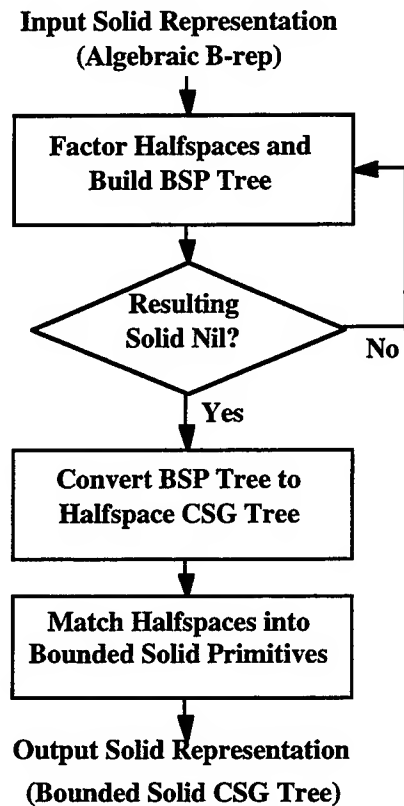 Input Solid Representation
(Algebraic B-rep)
Factor Halfspaces and
Build BSP Tree
Resulting
Solid Nil?
No
Yes
Convert BSP Tree to
Halfspace CSG Tree
Match Halfspaces into
Bounded Solid Primitives
Output Solid Representation
(Bounded Solid CSG Tree)